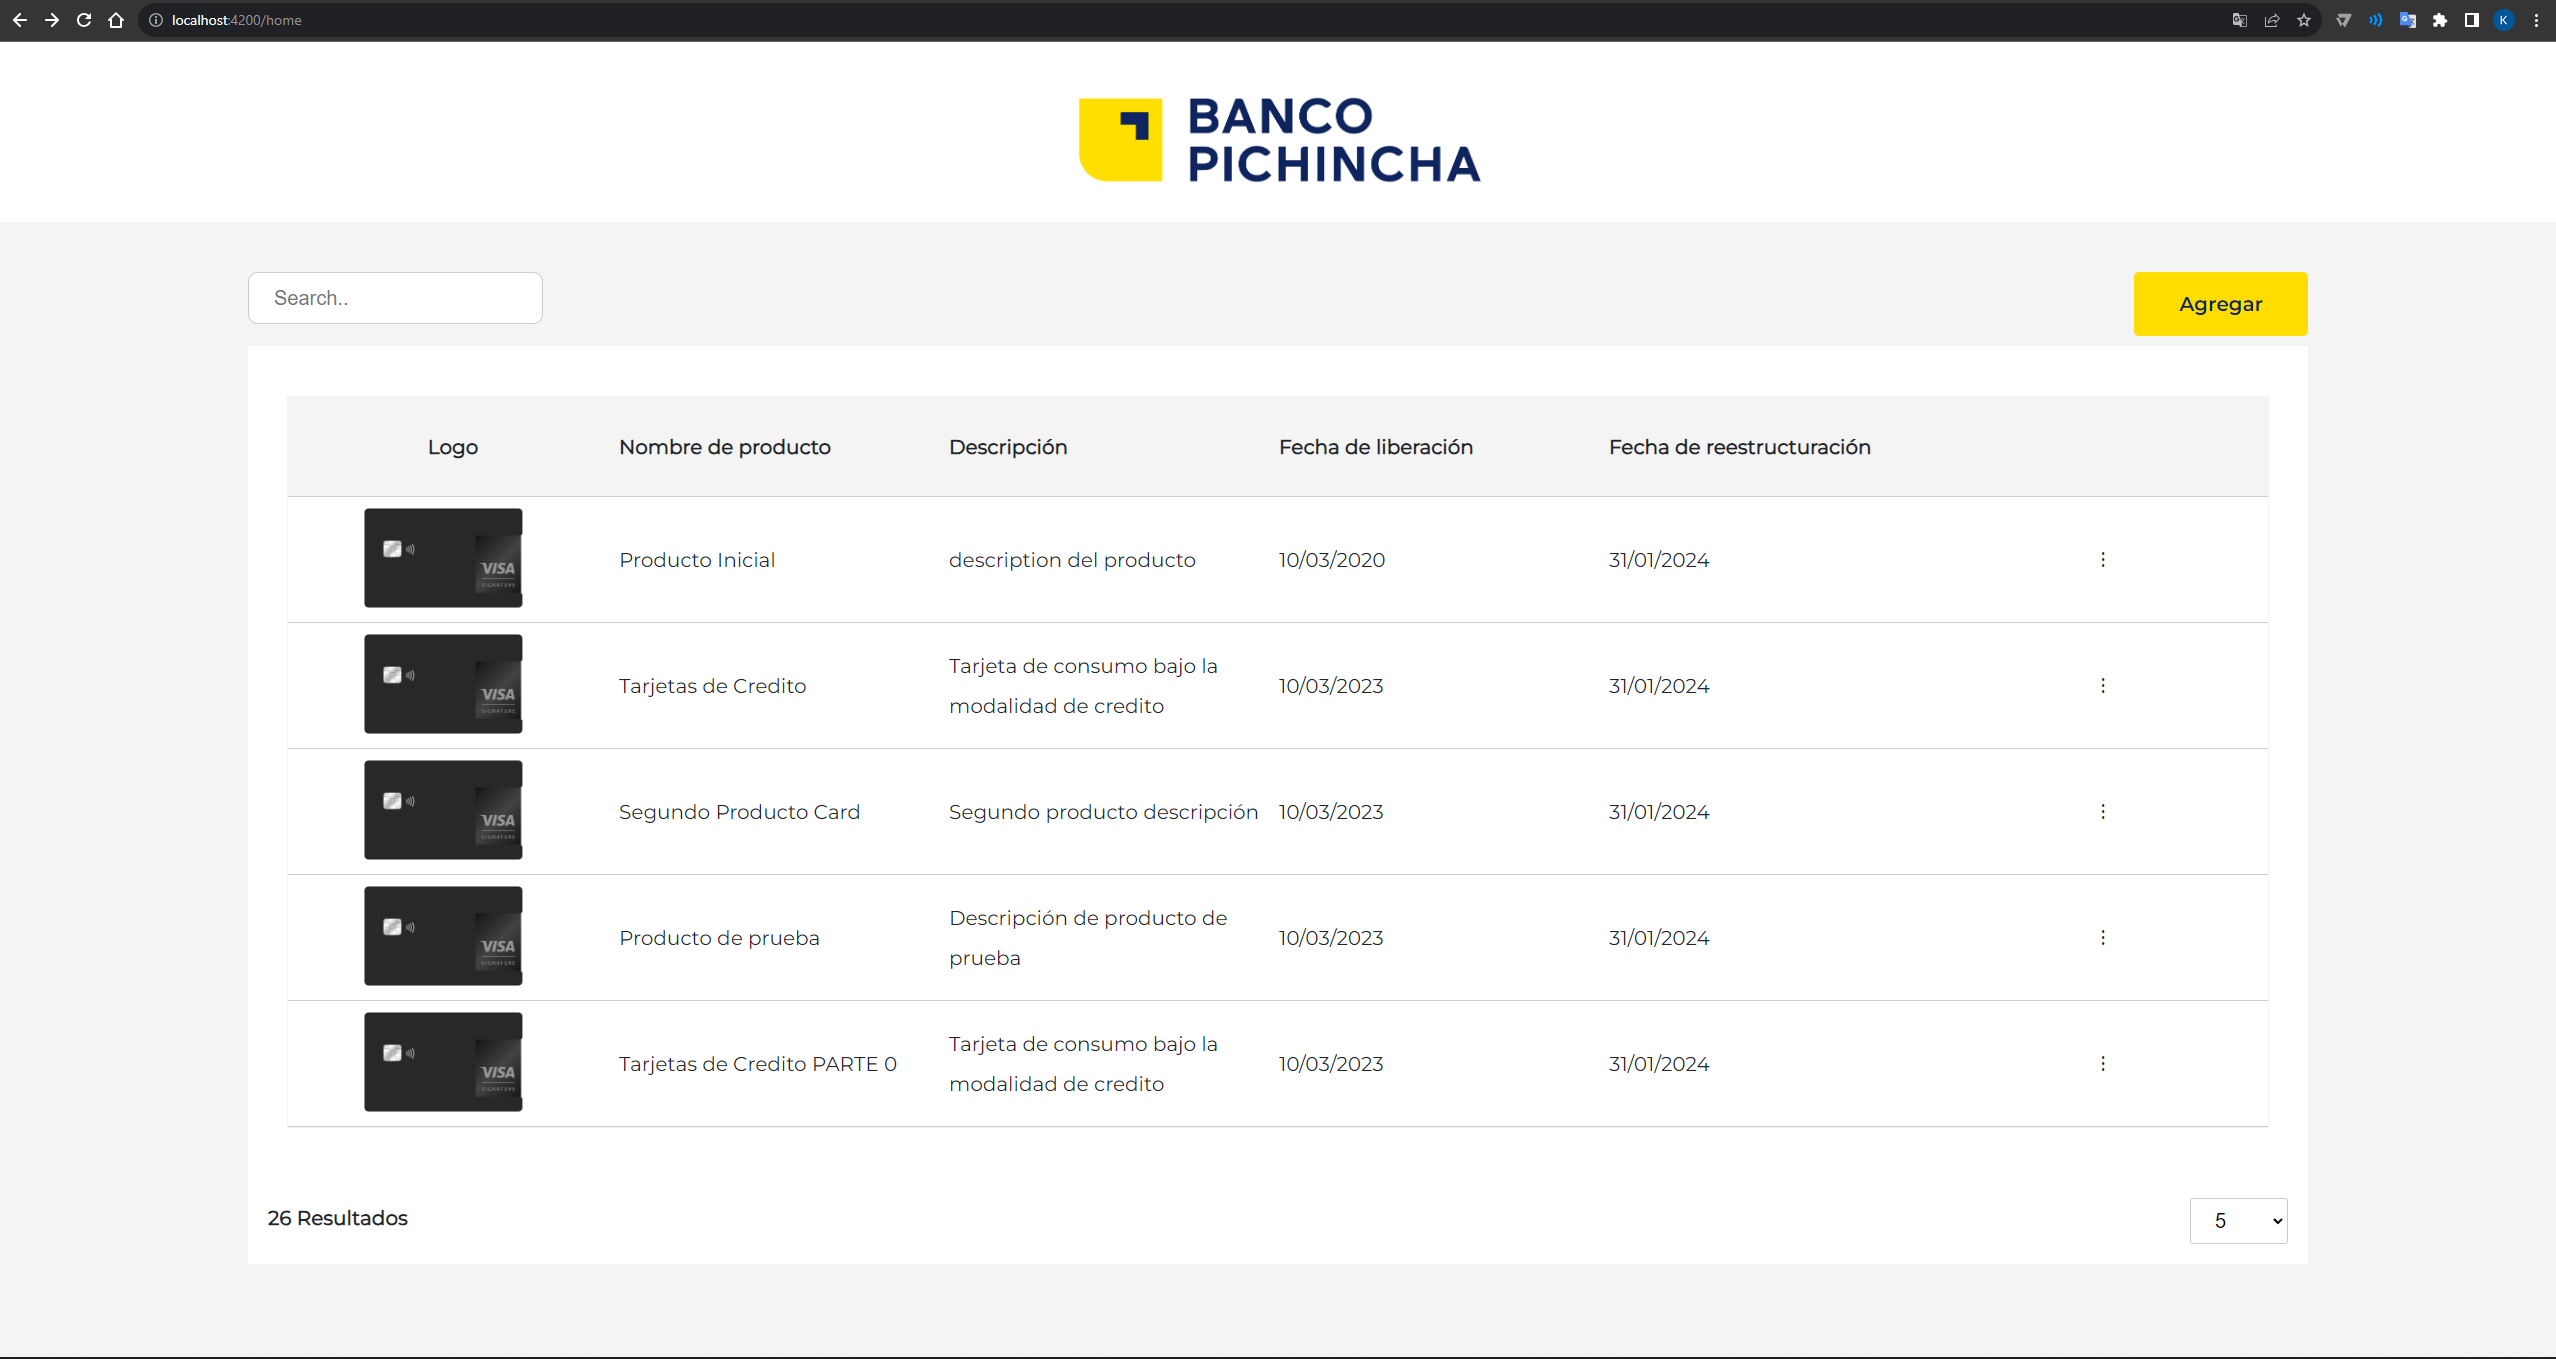 localhost:4200/home
K
BANCO
PICHINCHA
Search..
Agregar
Logo Nombre de producto Descripción Fecha de liberación Fecha de reestructuración
VISA
SIGNATURE
Producto Inicial description del producto 10/03/2020 31/01/2024
VISA
SIGNATURE
Tarjetas de Credito Tarjeta de consumo bajo la modalidad de credito 10/03/2023 31/01/2024
VISA
SIGNATURE
Segundo Producto Card Segundo producto descripción 10/03/2023 31/01/2024
VISA
SIGNATURE
Producto de prueba Descripción de producto de prueba 10/03/2023 31/01/2024
VISA
SIGNATURE
Tarjetas de Credito PARTE 0 Tarjeta de consumo bajo la modalidad de credito 10/03/2023 31/01/2024
26 Resultados
5